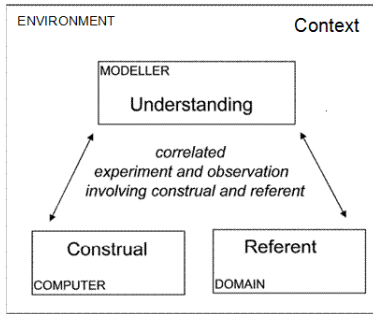 ENVIRONMENT
Context
MODELLER
Understanding
correlated
experiment and observation
involving construal and referent
Construal
COMPUTER
Referent
DOMAIN